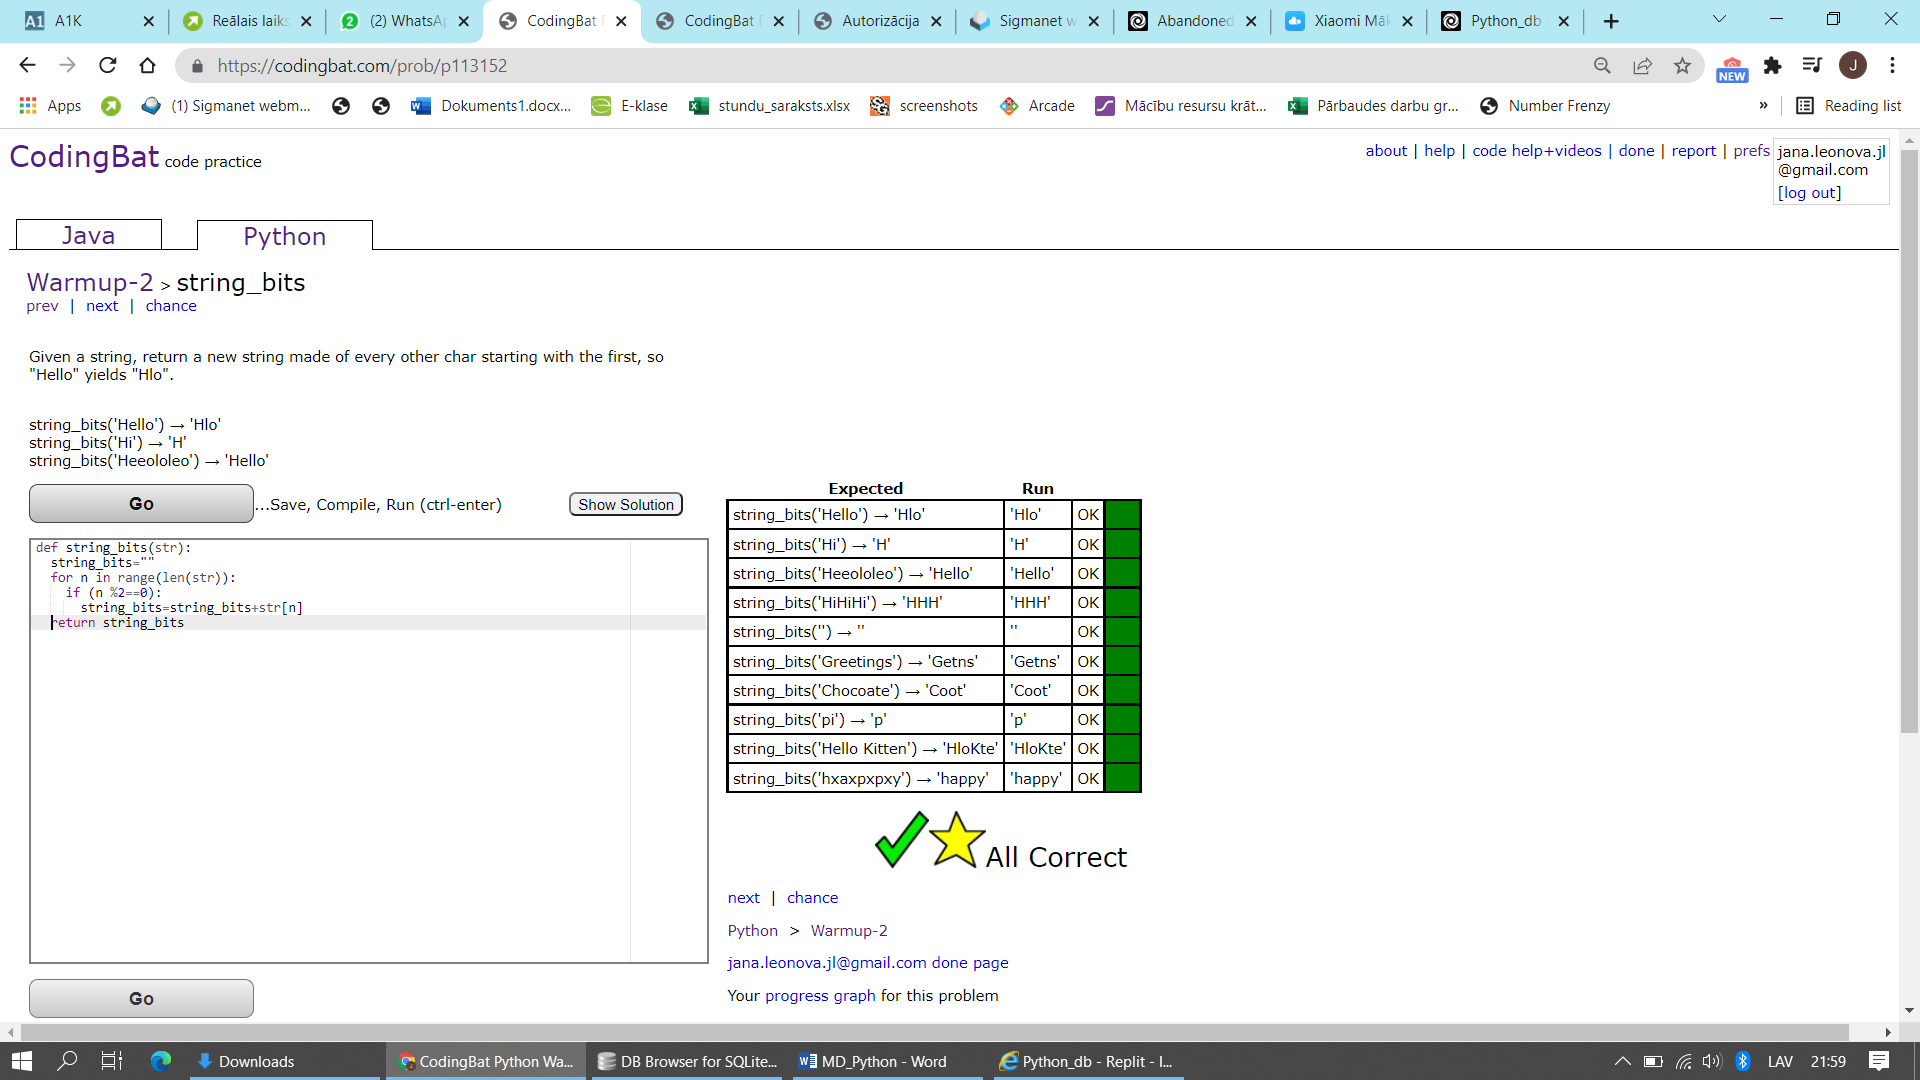 A1K
Reālais laiks
(2) WhatsAp
CodingBat P
CodingBat P
Autorizācija
Sigmanet w
Abandoned
Xiaomi Māk
Python_db
https://codingbat.com/prob/p113152
NEW
J
Apps
(1) Sigmanet webm...
Dokuments1.docx...
E-klase
stundu_saraksts.xlsx
screenshots
Arcade
Mācību resursu krāt...
Pārbaudes darbu gr...
Number Frenzy
»
Reading list
CodingBat code practice
about | help | code help+videos | done | report | prefs
jana.leonova.jl
@gmail.com
[log out]
Java
Python
Warmup-2 > string_bits
prev | next | chance
Given a string, return a new string made of every other char starting with the first, so
"Hello" yields "Hlo".
string_bits('Hello') → 'Hlo'
string_bits('Hi') → 'H'
string_bits('Heeololeo') → 'Hello'
Go
...Save, Compile, Run (ctrl-enter)
Show Solution
def string_bits(str):
  string_bits=""
  for n in range(len(str)):
    if (n %2==0):
      string_bits=string_bits+str[n]
  return string_bits
Go
Expected Run
string_bits('Hello') → 'Hlo' 'Hlo' OK
string_bits('Hi') → 'H' 'H' OK
string_bits('Heeololeo') → 'Hello' 'Hello' OK
string_bits('HiHiHi') → 'HHH' 'HHH' OK
string_bits('') → '' '' OK
string_bits('Greetings') → 'Getns' 'Getns' OK
string_bits('Chocoate') → 'Coot' 'Coot' OK
string_bits('pi') → 'p' 'p' OK
string_bits('Hello Kitten') → 'HloKte' 'HloKte' OK
string_bits('hxaxpxpxy') → 'happy' 'happy' OK
All Correct
next | chance
Python > Warmup-2
jana.leonova.jl@gmail.com done page
Your progress graph for this problem
Downloads
CodingBat Python Wa...
DB Browser for SQLite...
MD_Python - Word
Python_db - Replit - I...
LAV
21:59